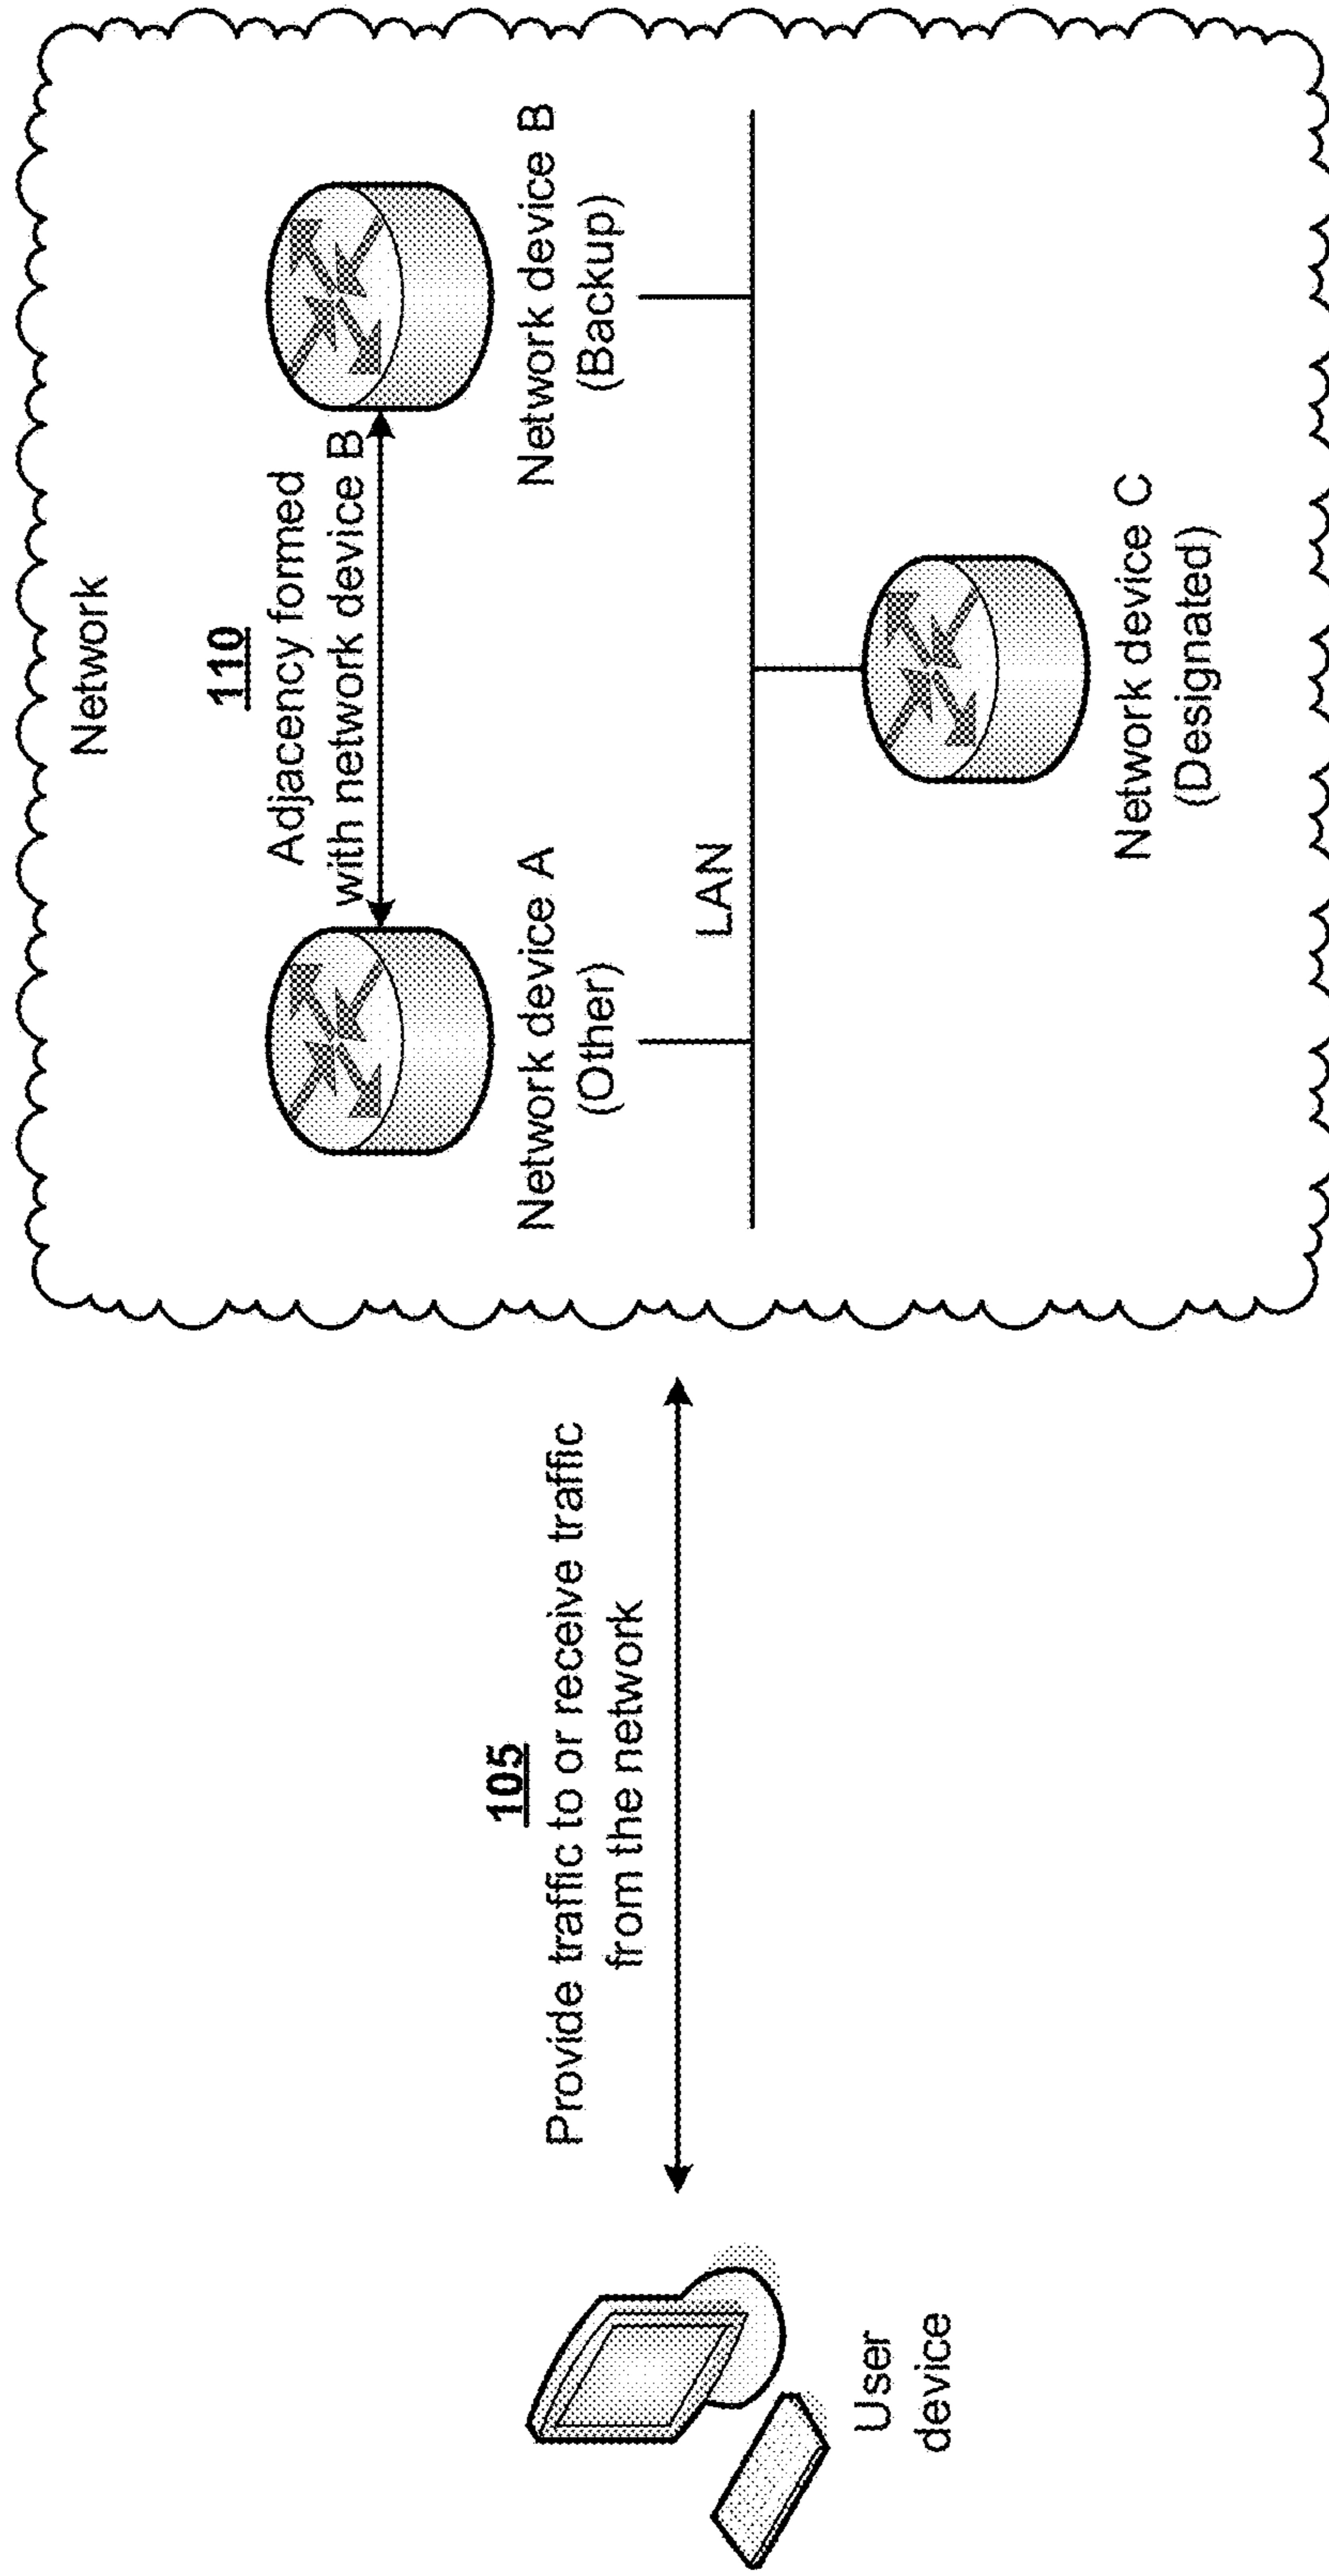 Network
110
Adjacency formed
with network device B
Network device A
(Other)
Network device B
(Backup)
LAN
Network device C
(Designated)
105
Provide traffic to or receive traffic
from the network
User
device